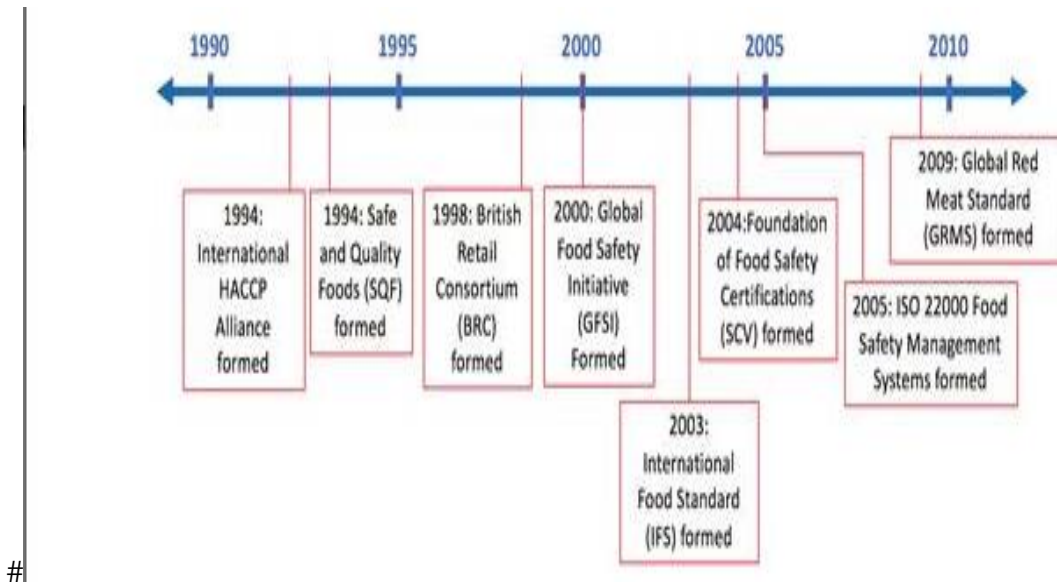 1990 1995 2000 2005 2010
1994:
International
HACCP
Alliance
formed
1994: Safe
and Quality
Foods (SQF)
formed
1998: British
Retail
Consortium
(BRC)
formed
2000: Global
Food Safety
Initiative
(GFSI)
Formed
2003:
International
Food Standard
(IFS) formed
2004:Foundation
of Food Safety
Certifications
(SCV) formed
2005: ISO 22000 Food
Safety Management
Systems formed
2009: Global Red
Meat Standard
(GRMS) formed
#